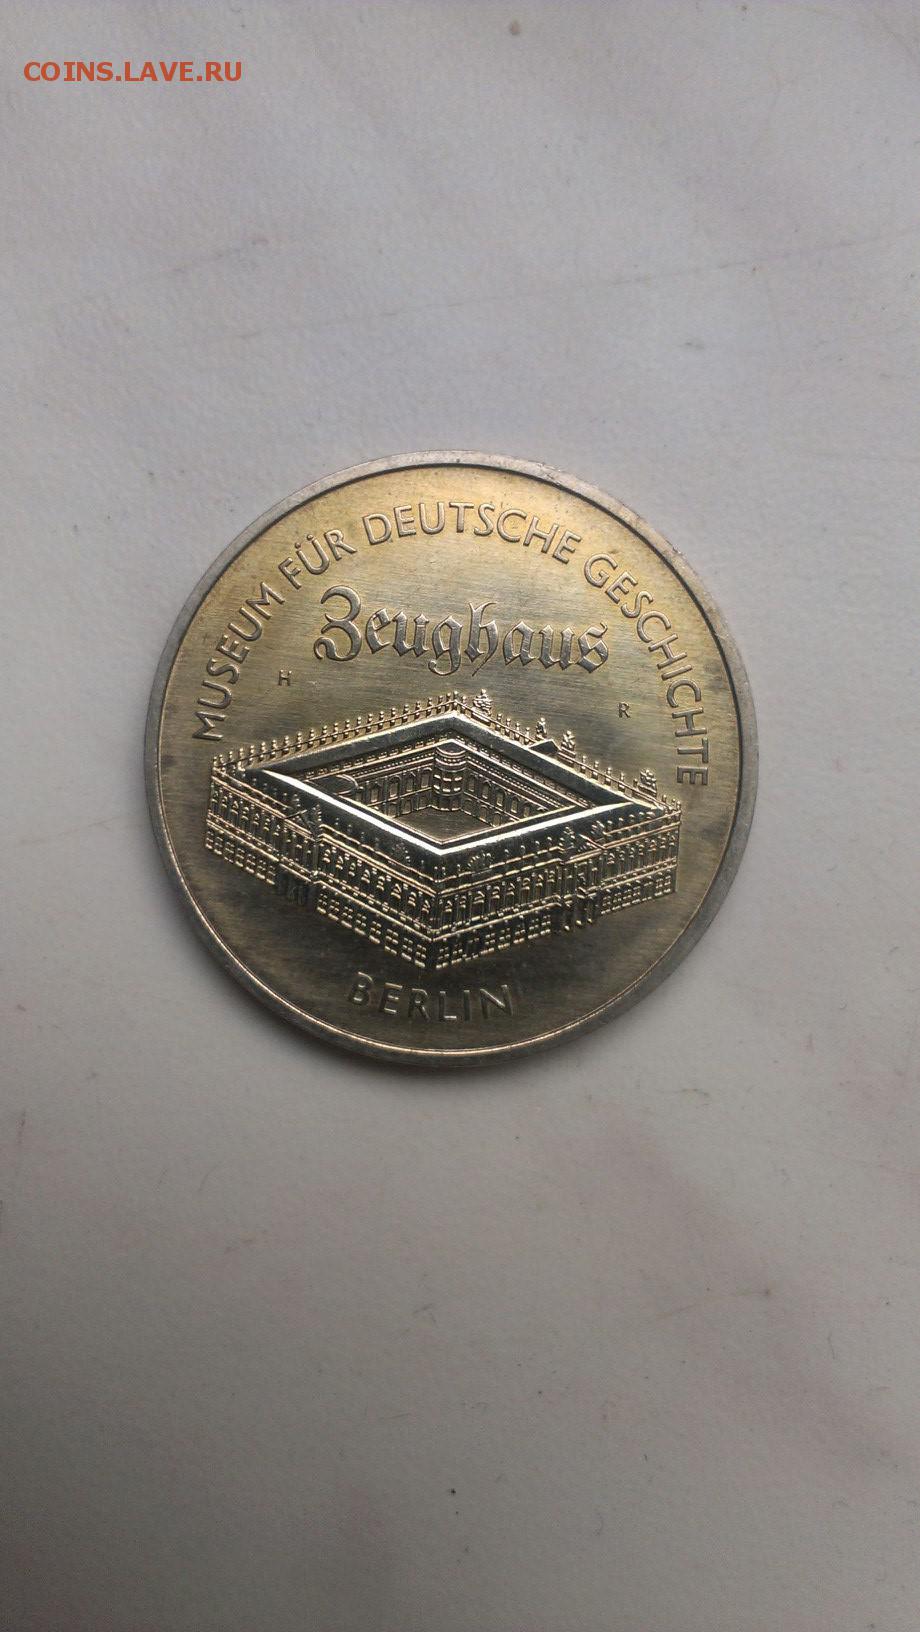 COINS.LAVE.RU
MUSEUM FÜR DEUTSCHE GESCHICHTE
Zeughaus
H
R
BERLIN